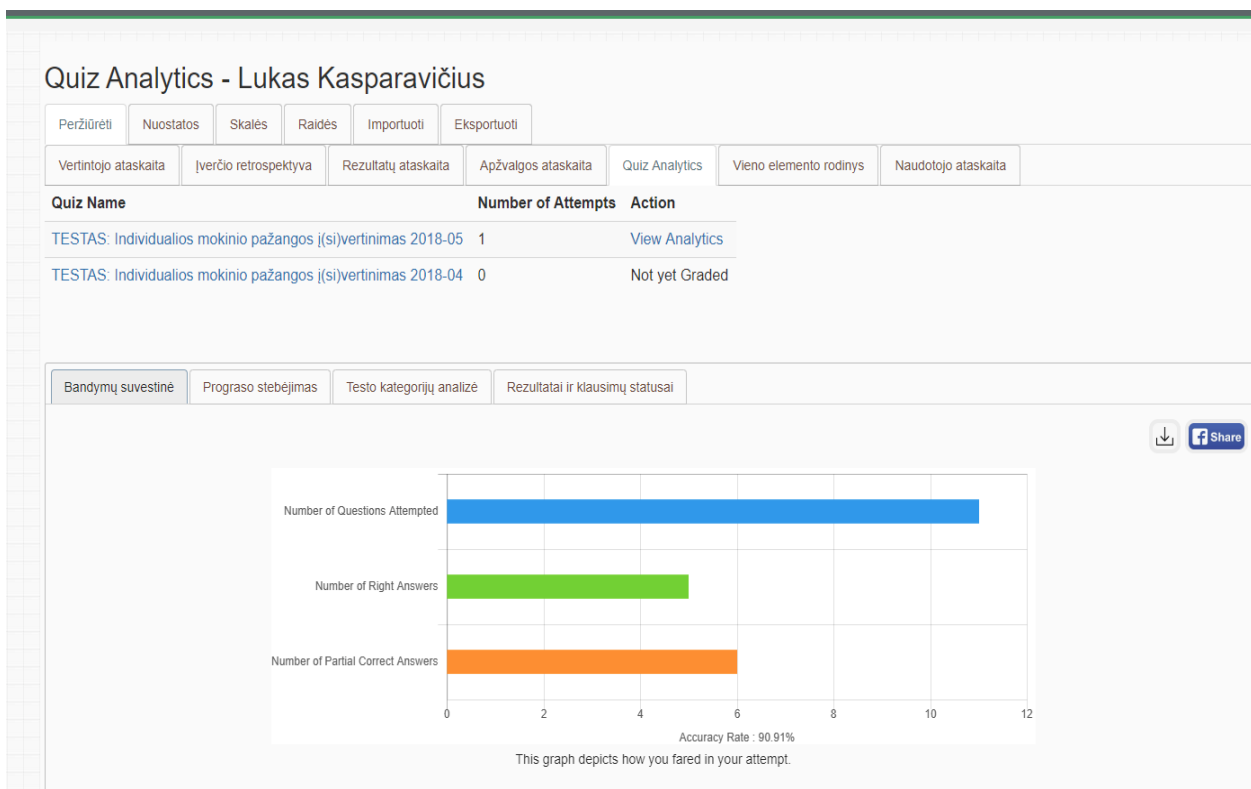 Quiz Analytics - Lukas Kasparavičius
Peržiūrėti Nuostatos Skalės Raidės Importuoti Eksportuoti
Vertintojo ataskaita Įverčio retrospektyva Rezultatų ataskaita Apžvalgos ataskaita Quiz Analytics Vieno elemento rodinys Naudotojo ataskaita
Quiz Name Number of Attempts Action
TESTAS: Individualios mokinio pažangos į(si)vertinimas 2018-05 1 View Analytics
TESTAS: Individualios mokinio pažangos į(si)vertinimas 2018-04 0 Not yet Graded
Bandymų suvestinė Prograso stebėjimas Testo kategorijų analizė Rezultatai ir klausimų statusai
f Share
Number of Questions Attempted
Number of Right Answers
Number of Partial Correct Answers
0 2 4 6 8 10 12
Accuracy Rate : 90.91%
This graph depicts how you fared in your attempt.